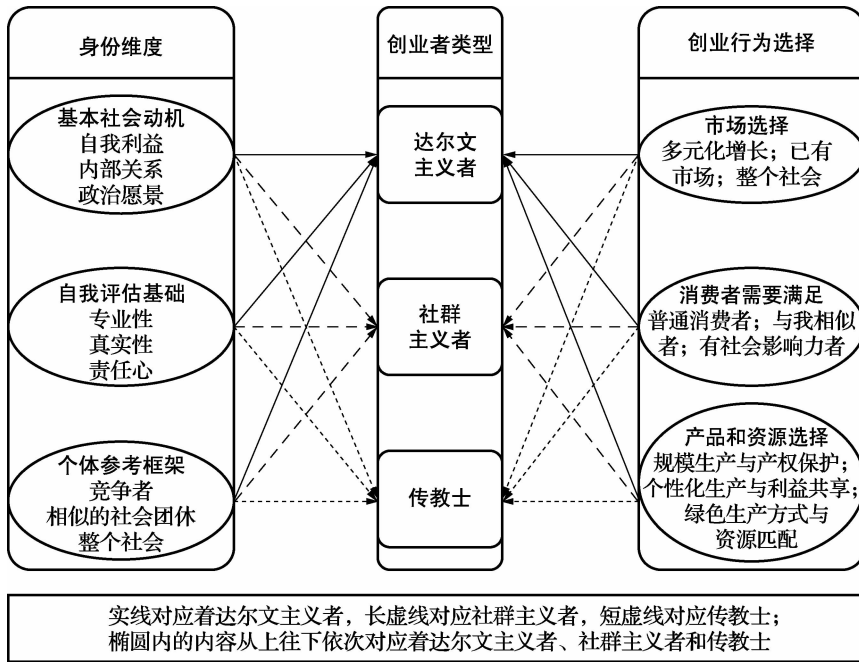 身份维度
基本社会动机
自我利益
内部关系
政治愿景
自我评估基础
专业性
真实性
责任心
个体参考框架
竞争者
相似的社会团休
整个社会
创业者类型
达尔文
主义者
社群
主义者
传教士
创业行为选择
市场选择
多元化增长；已有
市场；整个社会
消费者需要满足
普通消费者；与我相似
者；有社会影响力者
产品和资源选择
规模生产与产权保护；
个性化生产与利益共享；
绿色生产方式与
资源匹配
实线对应着达尔文主义者，长虚线对应社群主义者，短虚线对应传教士；
椭圆内的内容从上往下依次对应着达尔文主义者、社群主义者和传教士